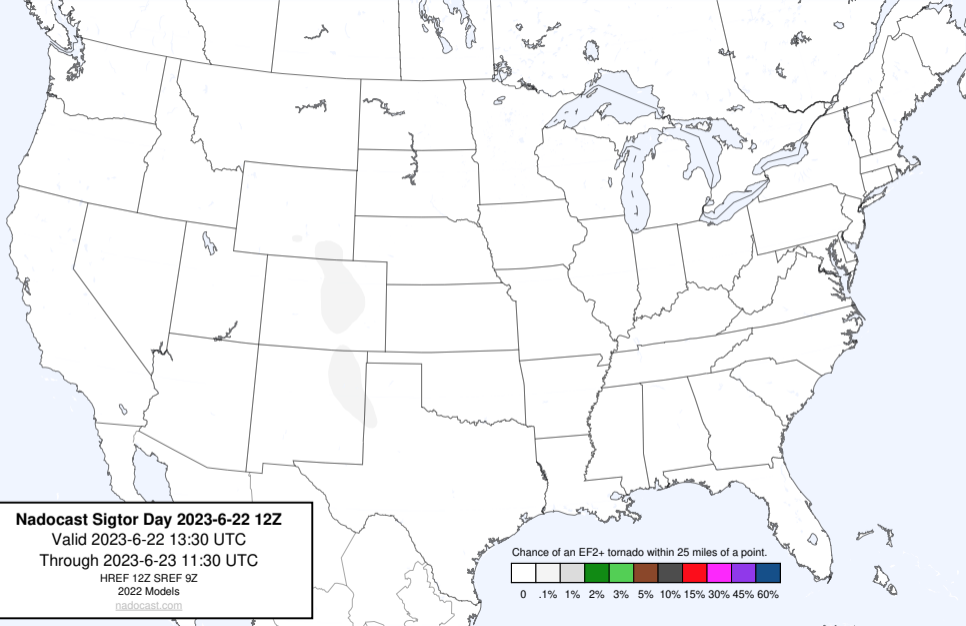 Nadocast Sigtor Day 2023-6-22 12Z
Valid 2023-6-22 13:30 UTC
Through 2023-6-23 11:30 UTC
HREF 12Z SREF 9Z
2022 Models
nadocast.com
Chance of an EF2+ tornado within 25 miles of a point.
0 .1% 1% 2% 3% 5% 10% 15% 30% 45% 60%